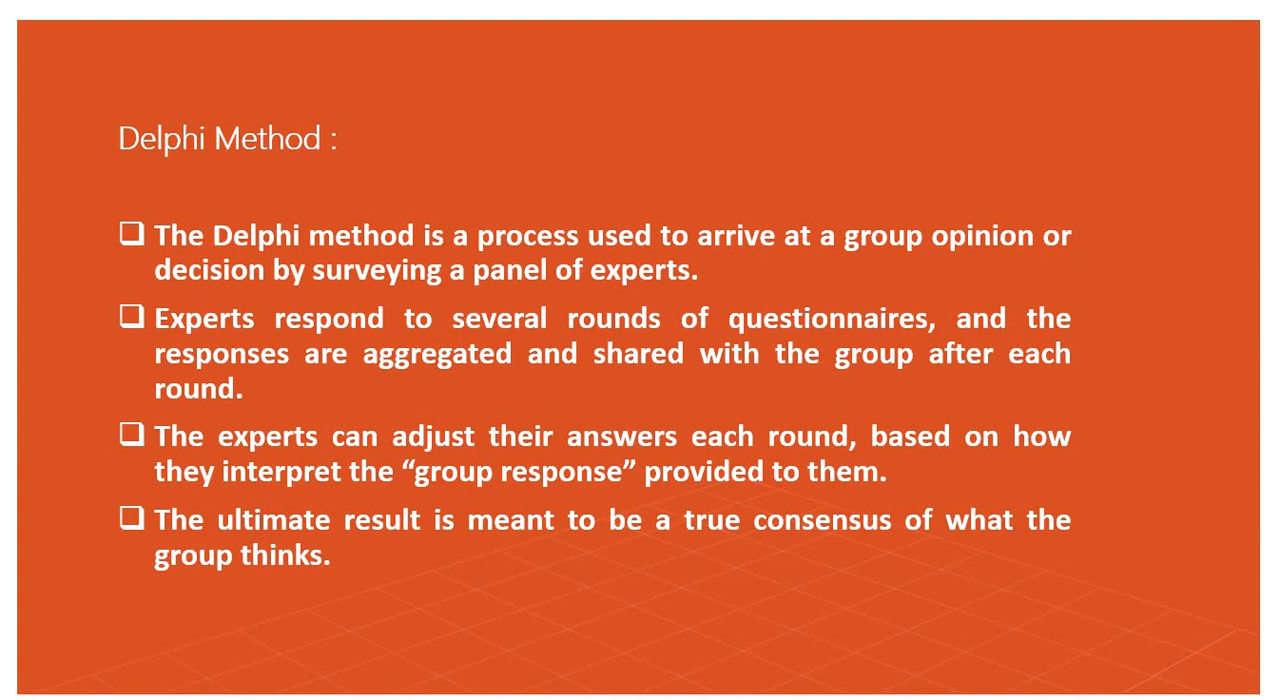 Delphi Method :
❑ The Delphi method is a process used to arrive at a group opinion or
decision by surveying a panel of experts.
❑ Experts respond to several rounds of questionnaires, and the
responses are aggregated and shared with the group after each
round.
❑ The experts can adjust their answers each round, based on how
they interpret the “group response” provided to them.
❑ The ultimate result is meant to be a true consensus of what the
group thinks.